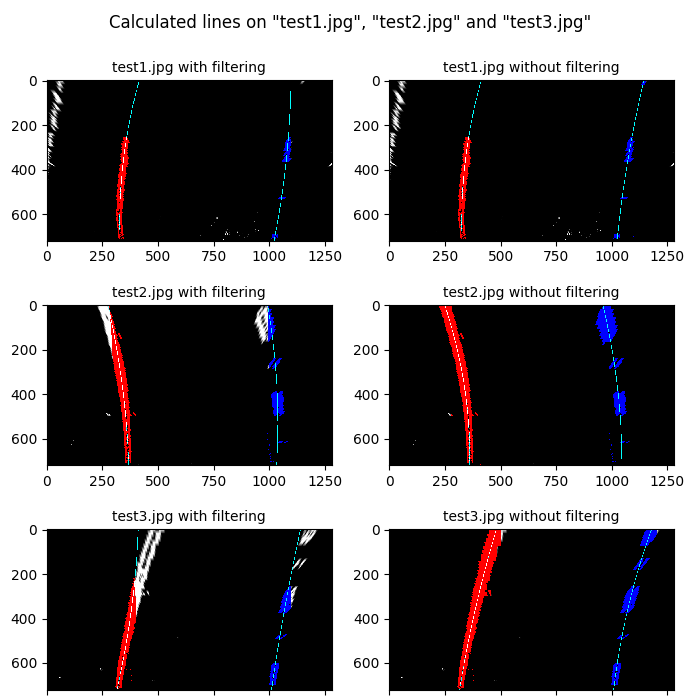 Calculated lines on "test1.jpg", "test2.jpg" and "test3.jpg"
test1.jpg with filtering
test1.jpg without filtering
0
200
400
600
0
200
400
600
0 250 500 750 1000 1250
0 250 500 750 1000 1250
test2.jpg with filtering
test2.jpg without filtering
0
200
400
600
0
200
400
600
0 250 500 750 1000 1250
0 250 500 750 1000 1250
test3.jpg with filtering
test3.jpg without filtering
0
200
400
600
0
200
400
600